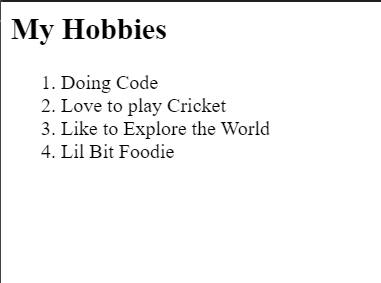 My Hobbies
1. Doing Code
2. Love to play Cricket
3. Like to Explore the World
4. Lil Bit Foodie